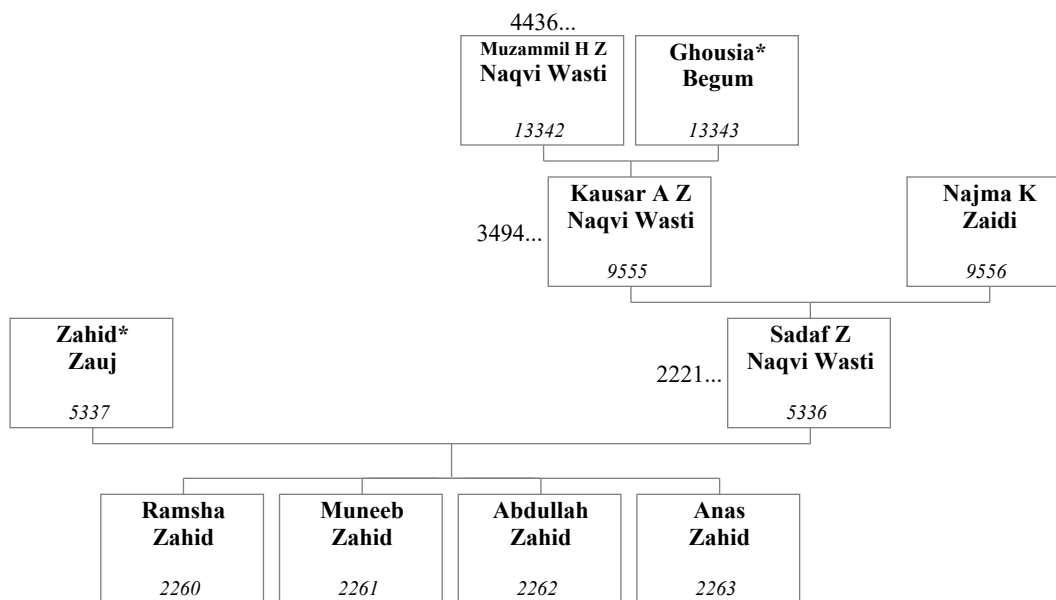 4436...
Muzammil H Z
Naqvi Wasti
13342
Ghousia*
Begum
13343
3494...
Kausar A Z
Naqvi Wasti
9555
Najma K
Zaidi
9556
Zahid*
Zauj
5337
2221...
Sadaf Z
Naqvi Wasti
5336
Ramsha
Zahid
2260
Muneeb
Zahid
2261
Abdullah
Zahid
2262
Anas
Zahid
2263